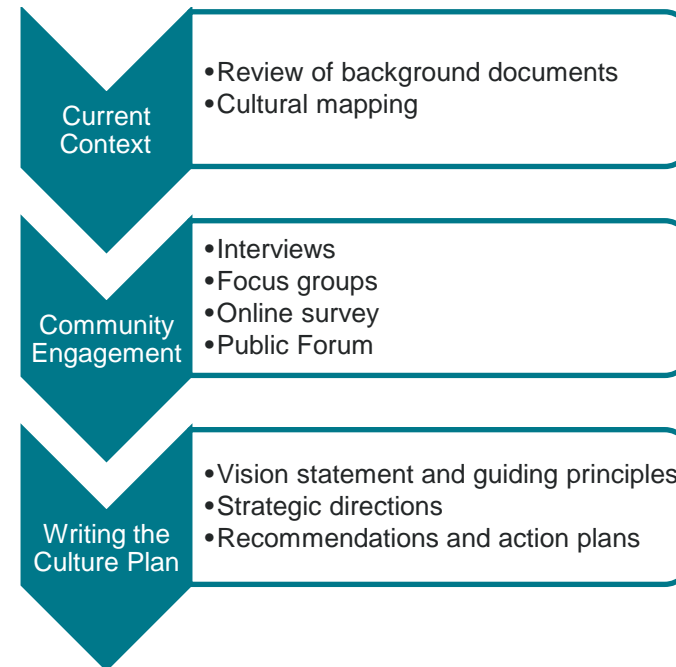 Current
Context
•Review of background documents
•Cultural mapping
Community
Engagement
•Interviews
•Focus groups
•Online survey
•Public Forum
Writing the
Culture Plan
•Vision statement and guiding principles
•Strategic directions
•Recommendations and action plans